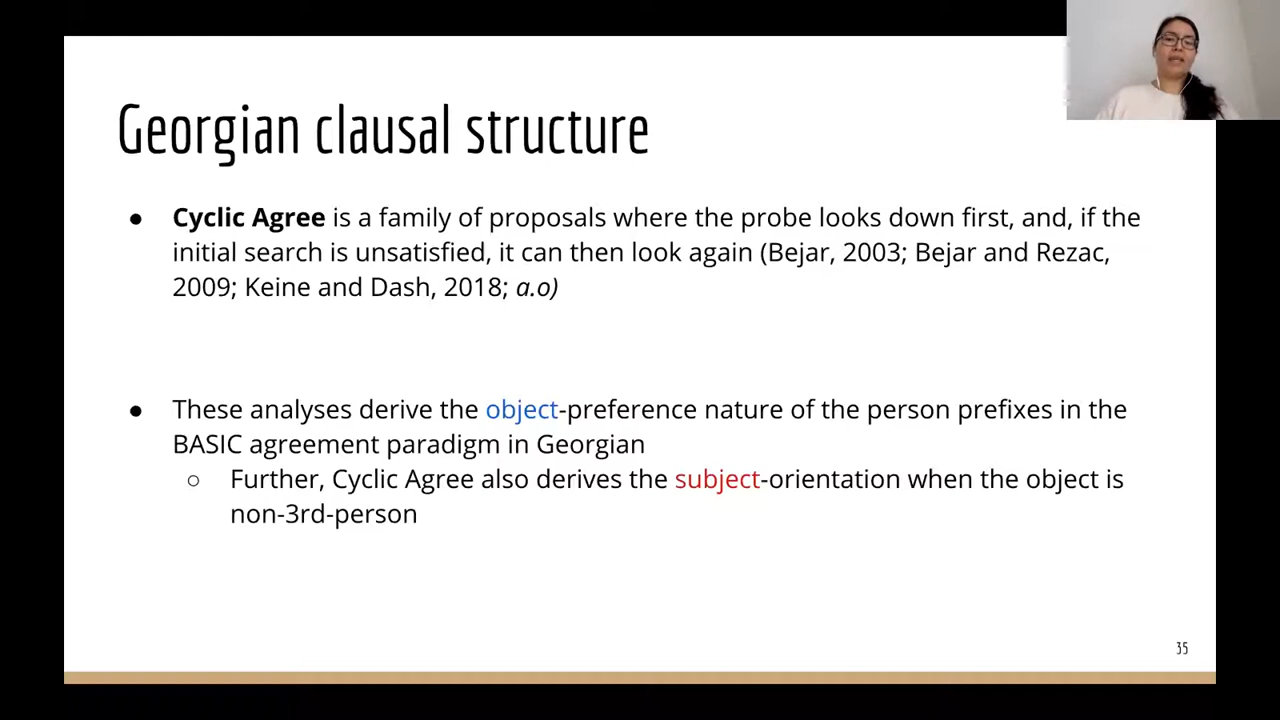 Georgian clausal structure
● Cyclic Agree is a family of proposals where the probe looks down first, and, if the
initial search is unsatisfied, it can then look again (Bejar, 2003; Bejar and Rezac,
2009; Keine and Dash, 2018; a.o)
● These analyses derive the object-preference nature of the person prefixes in the
BASIC agreement paradigm in Georgian
○ Further, Cyclic Agree also derives the subject-orientation when the object is
non-3rd-person
35